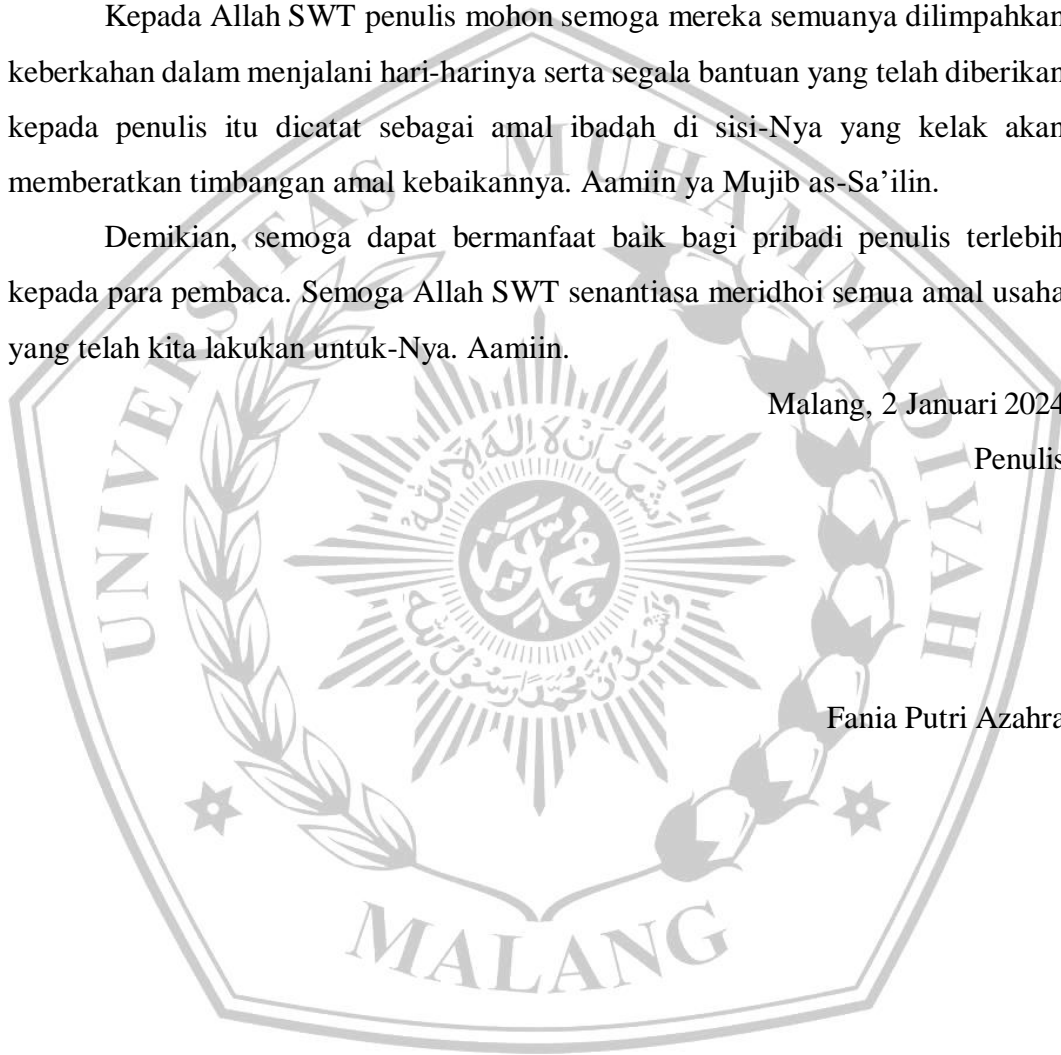 Kepada Allah SWT penulis mohon semoga mereka semuanya dilimpahkan
keberkahan dalam menjalani hari-harinya serta segala bantuan yang telah diberikan
kepada penulis itu dicatat sebagai amal ibadah di sisi-Nya yang kelak akan
memberatkan timbangan amal kebaikannya. Aamiin ya Mujib as-Sa’ilin.
Demikian, semoga dapat bermanfaat baik bagi pribadi penulis terlebih
kepada para pembaca. Semoga Allah SWT senantiasa meridhoi semua amal usaha
yang telah kita lakukan untuk-Nya. Aamiin.
Malang, 2 Januari 2024
Penulis
Fania Putri Azahra
UNIVERSITAS MUHAMMADIYAH
MALANG